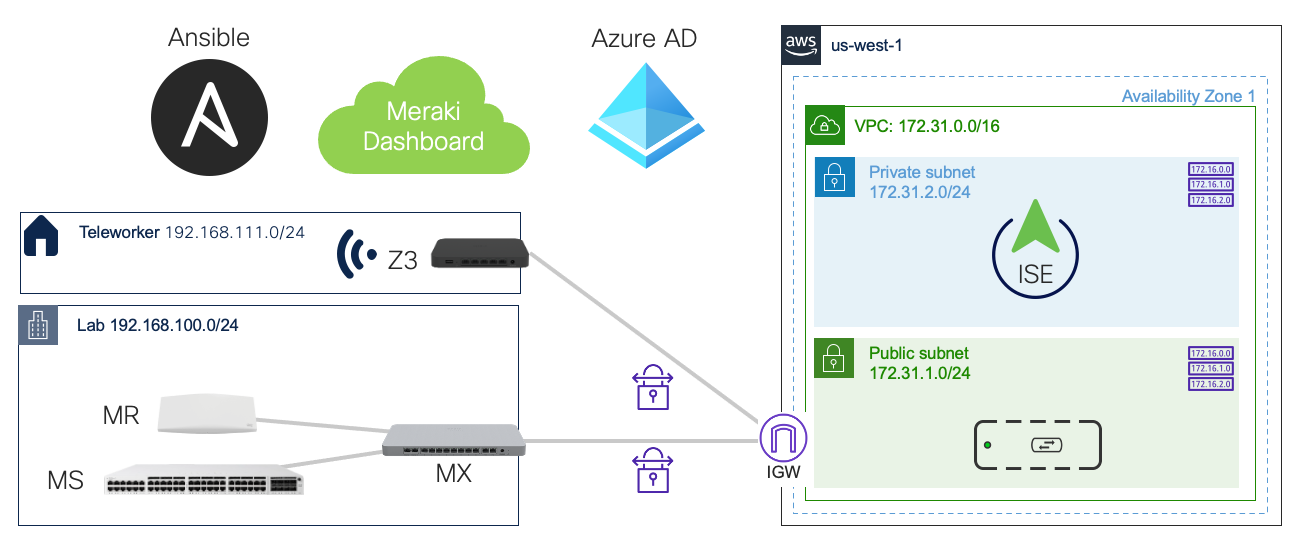 Ansible
Meraki
Dashboard
Azure AD
aws
us-west-1
Availability Zone 1
VPC: 172.31.0.0/16
Private subnet
172.31.2.0/24
172.16.0.0
172.16.1.0
172.16.2.0
ISE
Teleworker 192.168.111.0/24
Z3
Lab 192.168.100.0/24
MR
MS
MX
IGW
Public subnet
172.31.1.0/24
172.16.0.0
172.16.1.0
172.16.2.0